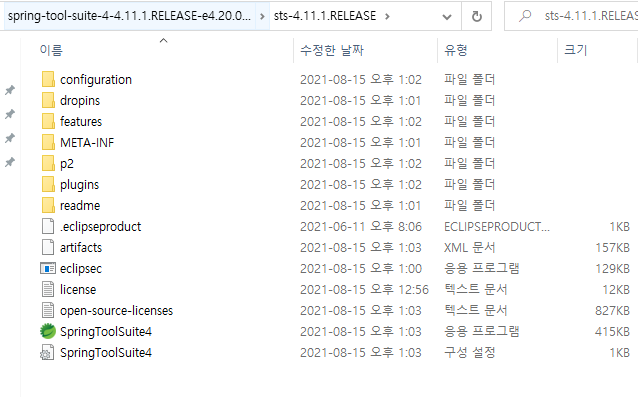 spring-tool-suite-4-4.11.1.RELEASE-e4.20.0... > sts-4.11.1.RELEASE > sts-4.11.1.RELEAS
이름 수정한 날짜 유형 크기
configuration 2021-08-15 오후 1:02 파일 폴더
dropins 2021-08-15 오후 1:01 파일 폴더
features 2021-08-15 오후 1:02 파일 폴더
META-INF 2021-08-15 오후 1:01 파일 폴더
p2 2021-08-15 오후 1:02 파일 폴더
plugins 2021-08-15 오후 1:02 파일 폴더
readme 2021-08-15 오후 1:01 파일 폴더
.eclipseproduct 2021-06-11 오후 8:06 ECLIPSEPRODUCT... 1KB
artifacts 2021-08-15 오후 1:03 XML 문서 157KB
eclipsec 2021-08-15 오후 1:00 응용 프로그램 129KB
license 2021-08-15 오후 12:56 텍스트 문서 12KB
open-source-licenses 2021-08-15 오후 1:03 텍스트 문서 827KB
SpringToolSuite4 2021-08-15 오후 1:03 응용 프로그램 415KB
SpringToolSuite4 2021-08-15 오후 1:03 구성 설정 1KB